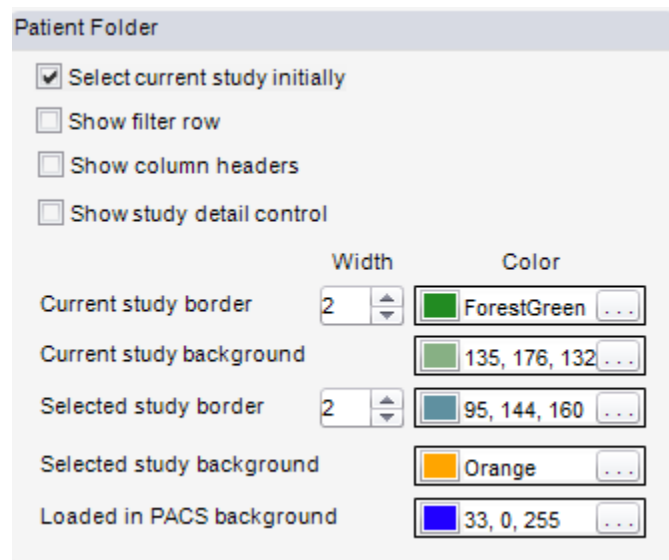 Patient Folder
Select current study initially
Show filter row
Show column headers
Show study detail control
Width Color
Current study border 2 ForestGreen ...
Current study background 135, 176, 132 ...
Selected study border 2 95, 144, 160 ...
Selected study background Orange ...
Loaded in PACS background 33, 0, 255 ...